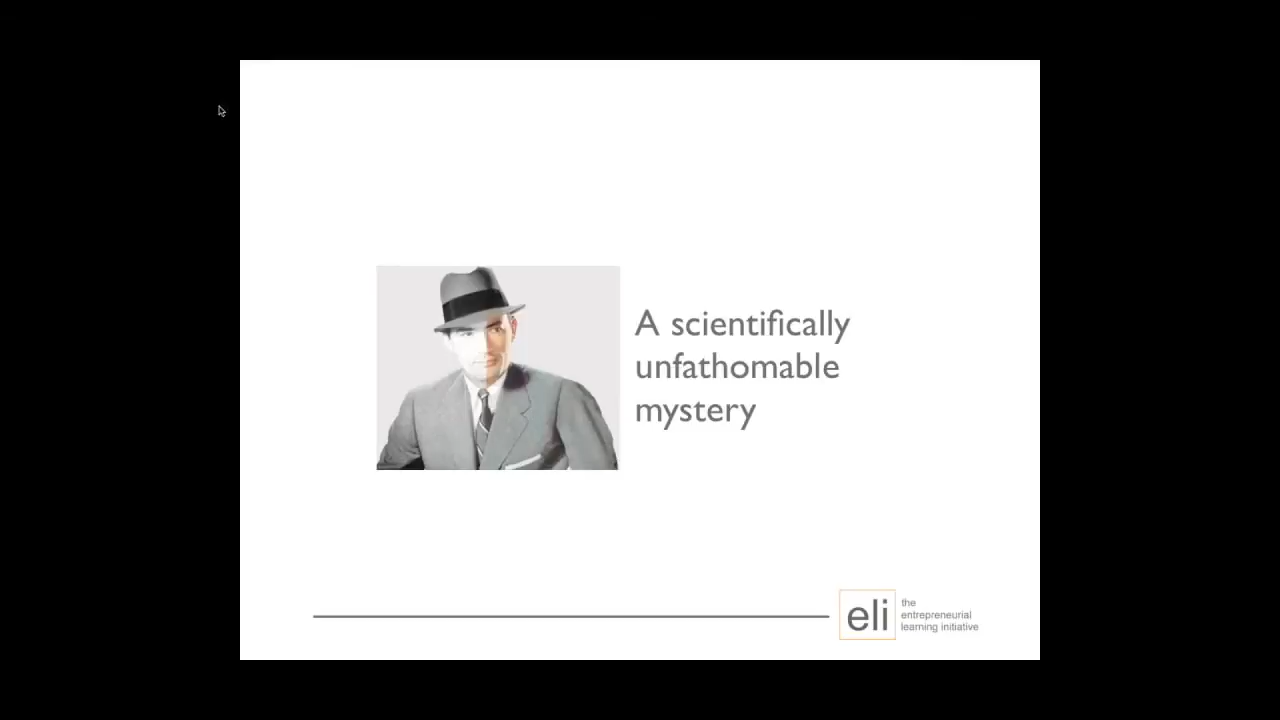 A scientifically
unfathomable
mystery
eli
the
entrepreneurial
learning initiative